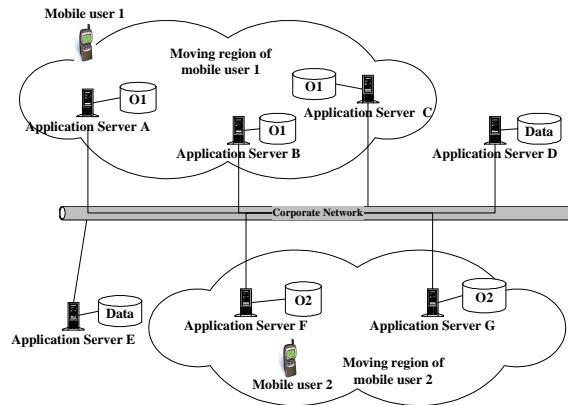 Mobile user 1
Moving region of
mobile user 1
O1
O1
O1
Data
Application Server A
Application Server B
Application Server C
Application Server D
Corporate Network
Data
O2
O2
Application Server E
Application Server F
Application Server G
Mobile user 2
Moving region of
mobile user 2